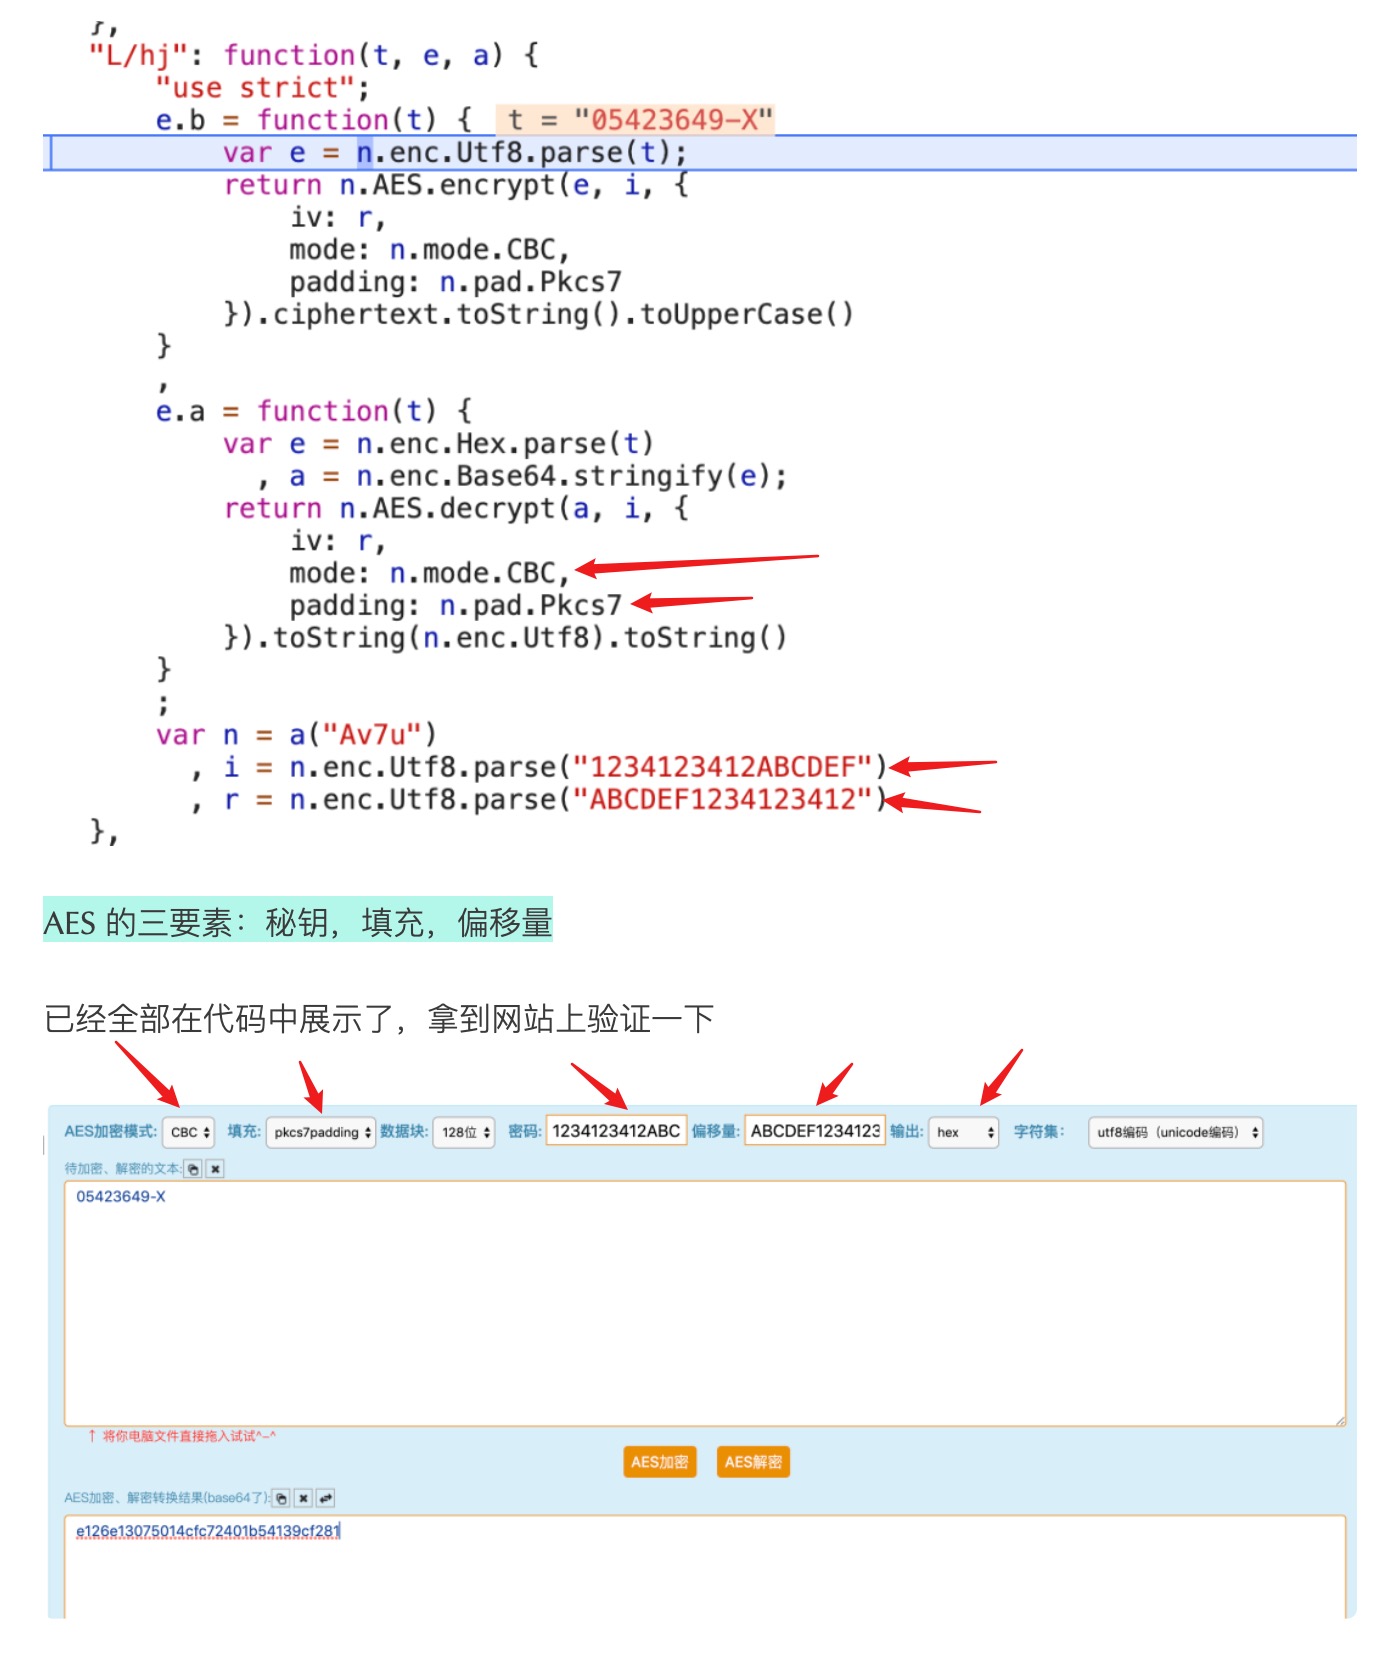 },
"L/hj": function(t, e, a) {
"use strict";
e.b = function(t) { t = "05423649-X"
var e = n.enc.Utf8.parse(t);
return n.AES.encrypt(e, i, {
iv: r,
mode: n.mode.CBC,
padding: n.pad.Pkcs7
}).ciphertext.toString().toUpperCase()
}
,
e.a = function(t) {
var e = n.enc.Hex.parse(t)
, a = n.enc.Base64.stringify(e);
return n.AES.decrypt(a, i, {
iv: r,
mode: n.mode.CBC,
padding: n.pad.Pkcs7
}).toString(n.enc.Utf8).toString()
}
;
var n = a("Av7u")
, i = n.enc.Utf8.parse("1234123412ABCDEF")
, r = n.enc.Utf8.parse("ABCDEF1234123412")
},
AES 的三要素：秘钥，填充，偏移量
已经全部在代码中展示了，拿到网站上验证一下
AES加密模式: CBC 填充: pkcs7padding 数据块: 128位 密码: 1234123412ABC 偏移量: ABCDEF1234123 输出: hex 字符集： utf8编码（unicode编码）
待加密、解密的文本:
05423649-X
↑ 将你电脑文件直接拖入试试^-^
AES加密 AES解密
AES加密、解密转换结果(base64了):
e126e13075014cfc72401b54139cf281